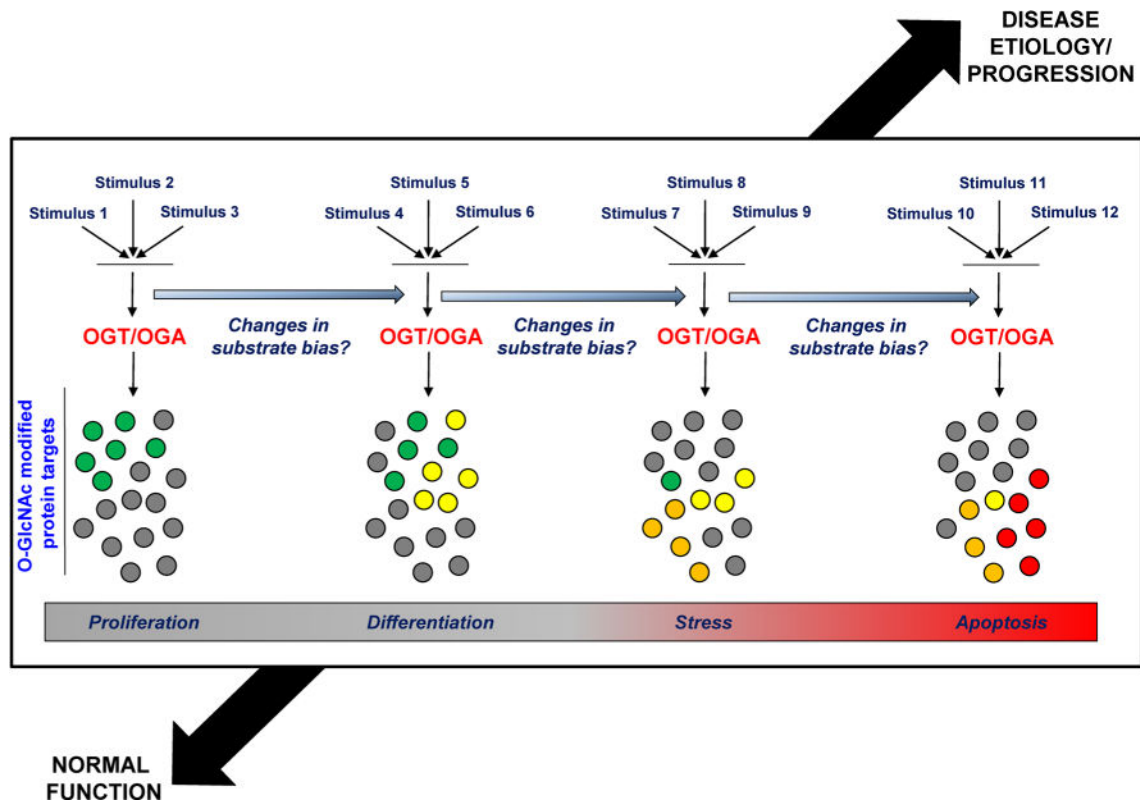 DISEASE
ETIOLOGY/
PROGRESSION
Stimulus 2
Stimulus 1
Stimulus 3
Stimulus 5
Stimulus 4
Stimulus 6
Stimulus 8
Stimulus 7
Stimulus 9
Stimulus 11
Stimulus 10
Stimulus 12
OGT/OGA
Changes in
substrate bias?
OGT/OGA
Changes in
substrate bias?
OGT/OGA
Changes in
substrate bias?
OGT/OGA
O-GlcNAc modified
protein targets
Proliferation
Differentiation
Stress
Apoptosis
NORMAL
FUNCTION